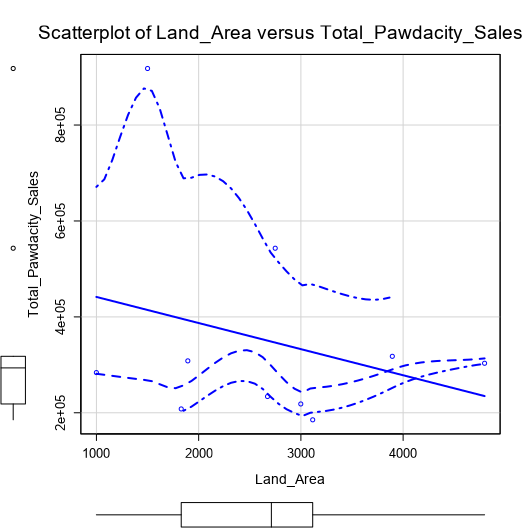 Scatterplot of Land_Area versus Total_Pawdacity_Sales
8e+05
6e+05
4e+05
2e+05
Total_Pawdacity_Sales
1000 2000 3000 4000
Land_Area